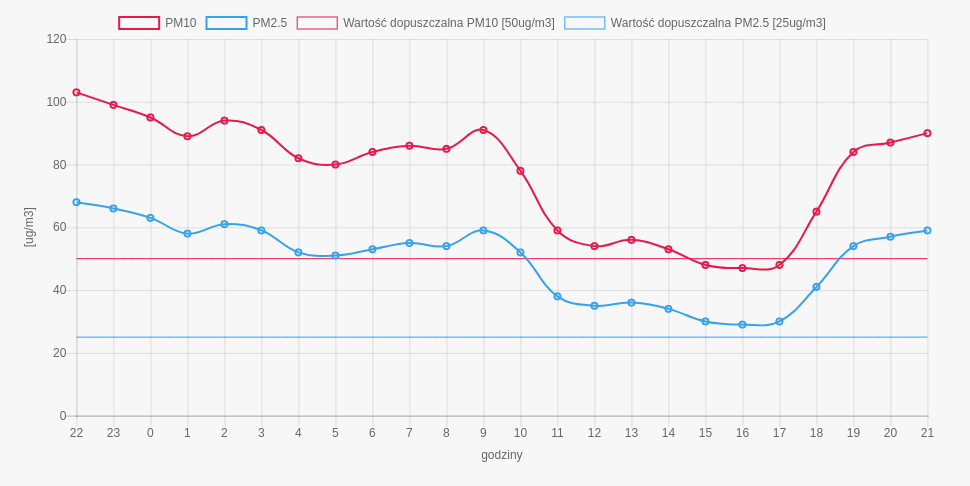 PM10 PM2.5 Wartość dopuszczalna PM10 [50ug/m3] Wartość dopuszczalna PM2.5 [25ug/m3]
120
100
80
60
40
20
0
[ug/m3]
22 23 0 1 2 3 4 5 6 7 8 9 10 11 12 13 14 15 16 17 18 19 20 21
godziny